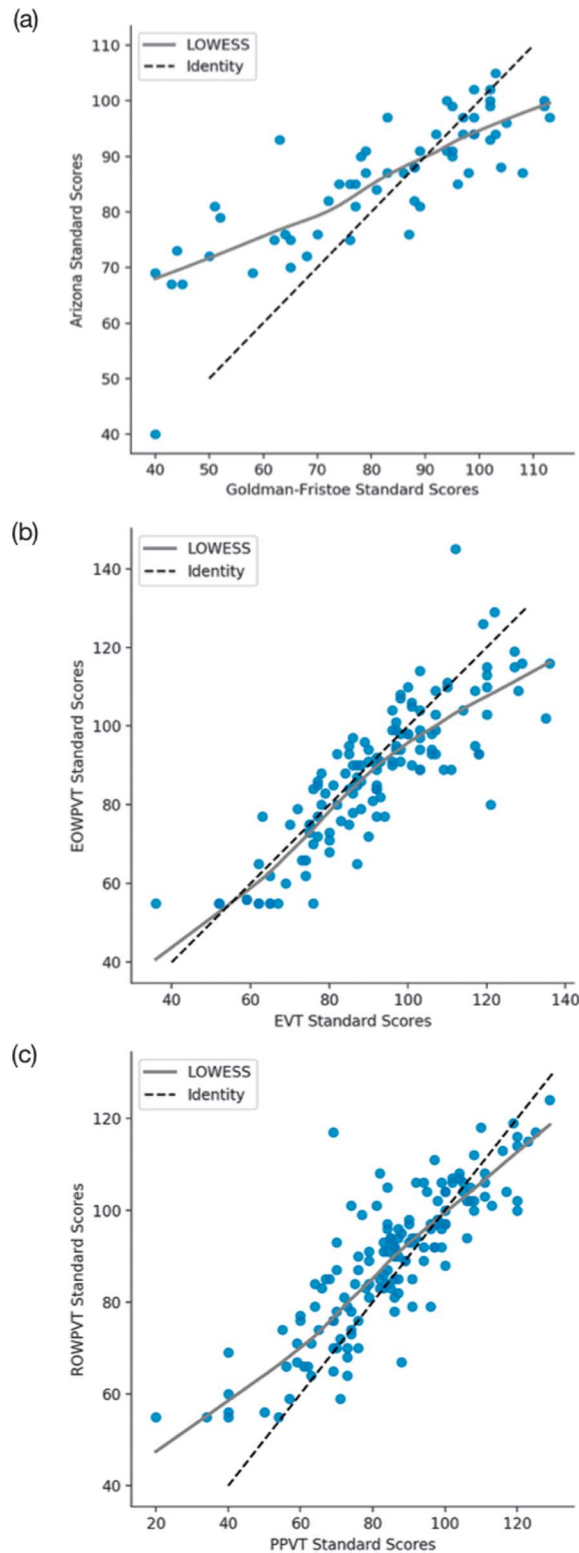 (a)
LOWESS
Identity
110
100
90
80
70
60
50
40
Arizona Standard Scores
40 50 60 70 80 90 100 110
Goldman-Fristoe Standard Scores
(b)
LOWESS
Identity
140
120
100
80
60
40
EOWPVT Standard Scores
40 60 80 100 120 140
EVT Standard Scores
(c)
LOWESS
Identity
120
100
80
60
40
ROWPVT Standard Scores
20 40 60 80 100 120
PPVT Standard Scores